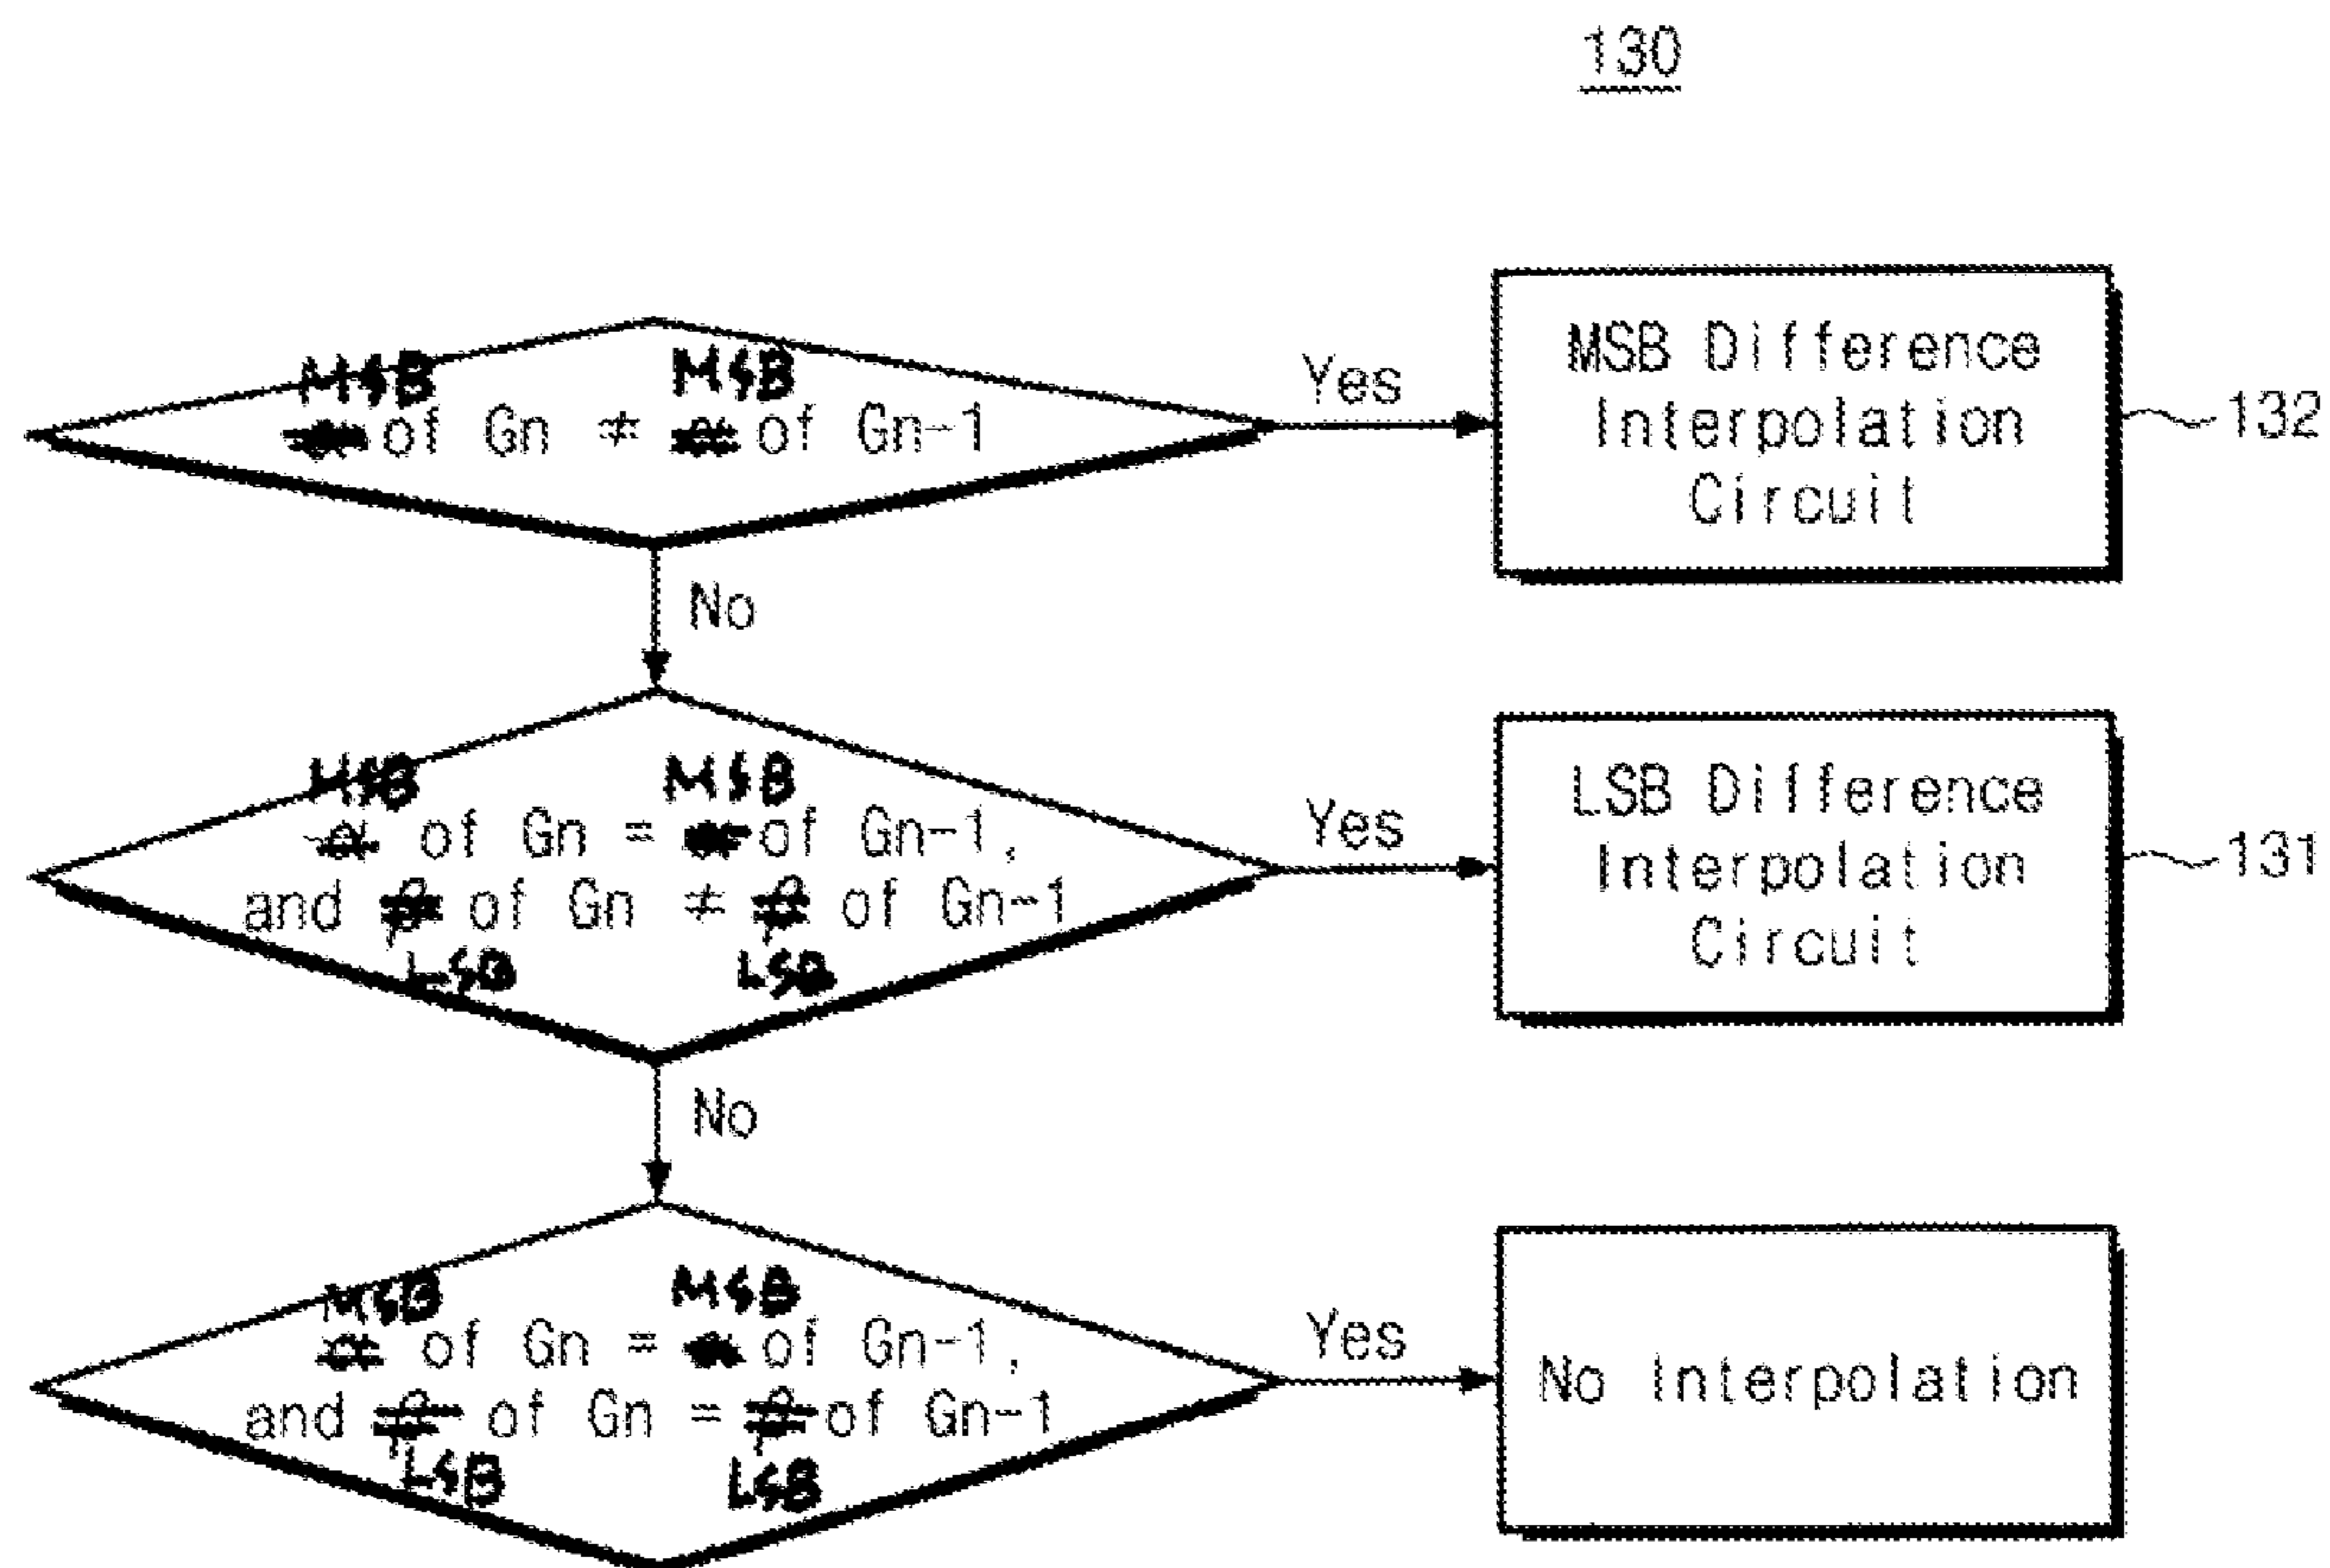 130
MSB MSB
of Gn ≠ of Gn-1
Yes
MSB Difference
Interpolation
Circuit
132
No
MSB MSB
α of Gn = of Gn-1,
and β of Gn ≠ β of Gn-1
LSB LSB
Yes
LSB Difference
Interpolation
Circuit
131
No
MSB MSB
α of Gn = of Gn-1,
and β of Gn = β of Gn-1
LSB LSB
Yes
No Interpolation